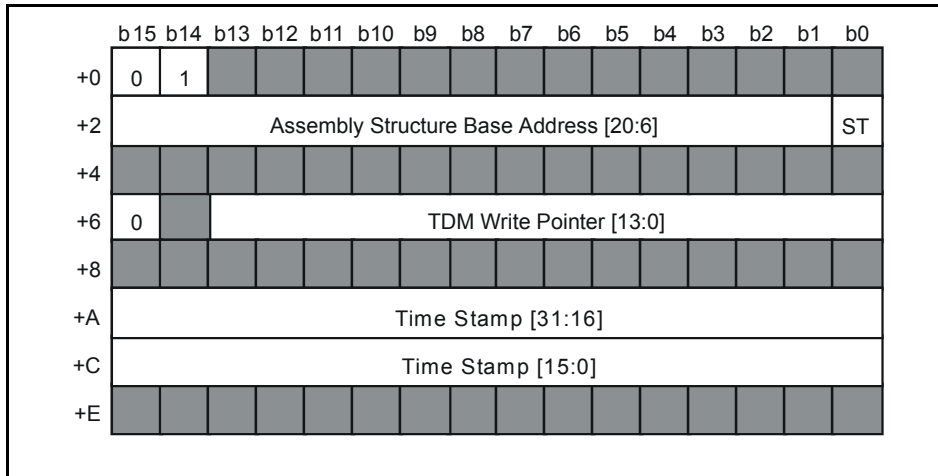 b15 b14 b13 b12 b11 b10 b9 b8 b7 b6 b5 b4 b3 b2 b1 b0
+0 0 1
+2 Assembly Structure Base Address [20:6] ST
+4
+6 0 TDM Write Pointer [13:0]
+8
+A Time Stamp [31:16]
+C Time Stamp [15:0]
+E